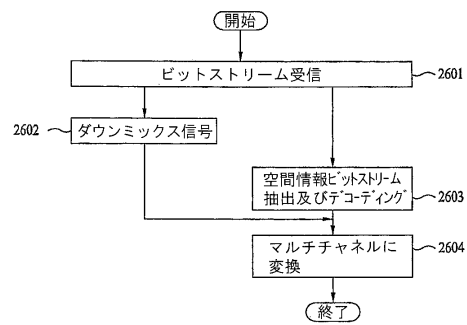 開始
ビットストリーム受信
2601
2602
ダウンミックス信号
空間情報ビットストリーム
抽出及びデコーディング
2603
マルチチャネルに
変換
2604
終了